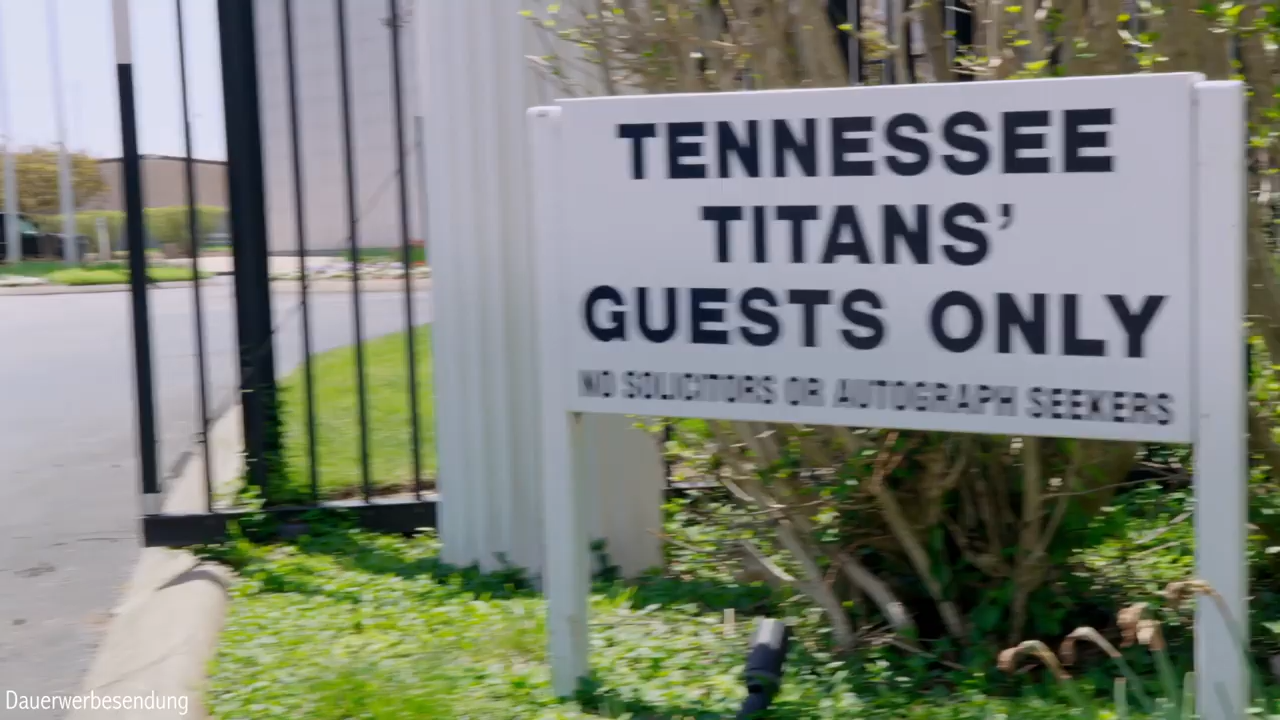 TENNESSEE
TITANS’
GUESTS ONLY
NO SOLICITORS OR AUTOGRAPH SEEKERS
Dauerwerbesendung